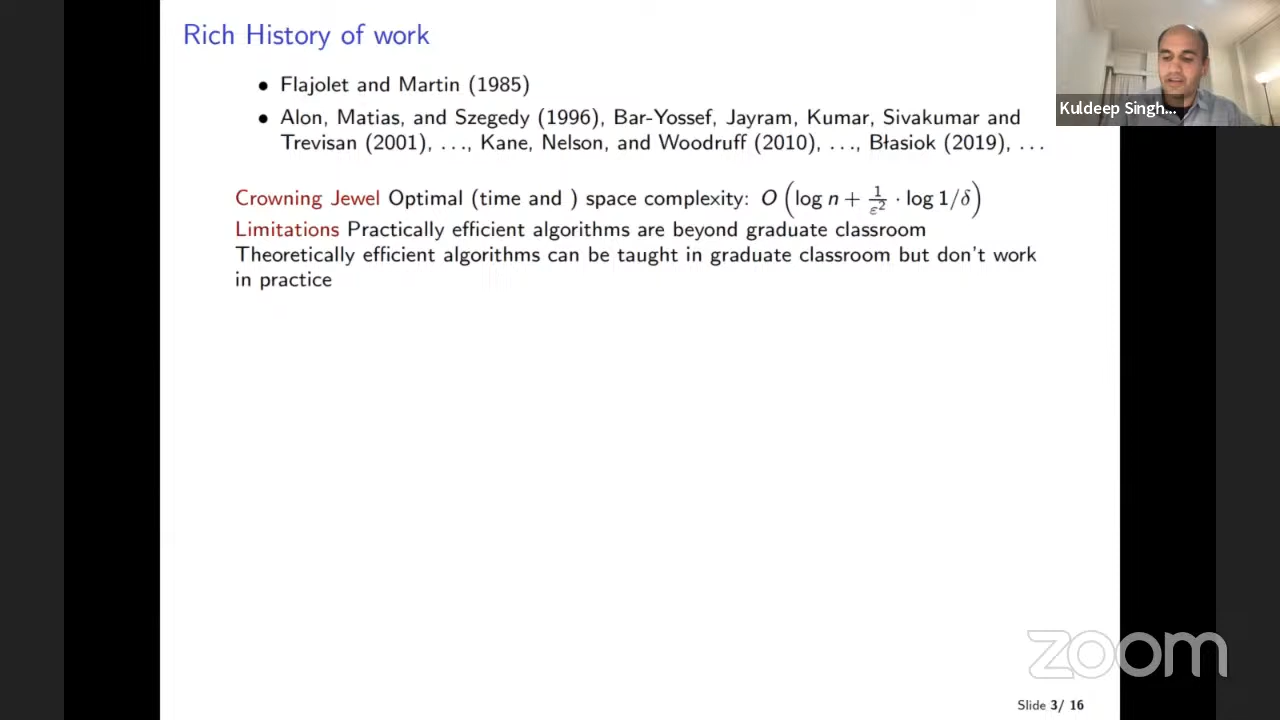 Rich History of work
• Flajolet and Martin (1985)
• Alon, Matias, and Szegedy (1996), Bar-Yossef, Jayram, Kumar, Sivakumar and
Trevisan (2001), ..., Kane, Nelson, and Woodruff (2010), ..., Błasiok (2019), ...
Crowning Jewel Optimal (time and ) space complexity: O (log n + 1/ε² · log 1/δ)
Limitations Practically efficient algorithms are beyond graduate classroom
Theoretically efficient algorithms can be taught in graduate classroom but don't work
in practice
Kuldeep Singh...
zoom
Slide 3/ 16